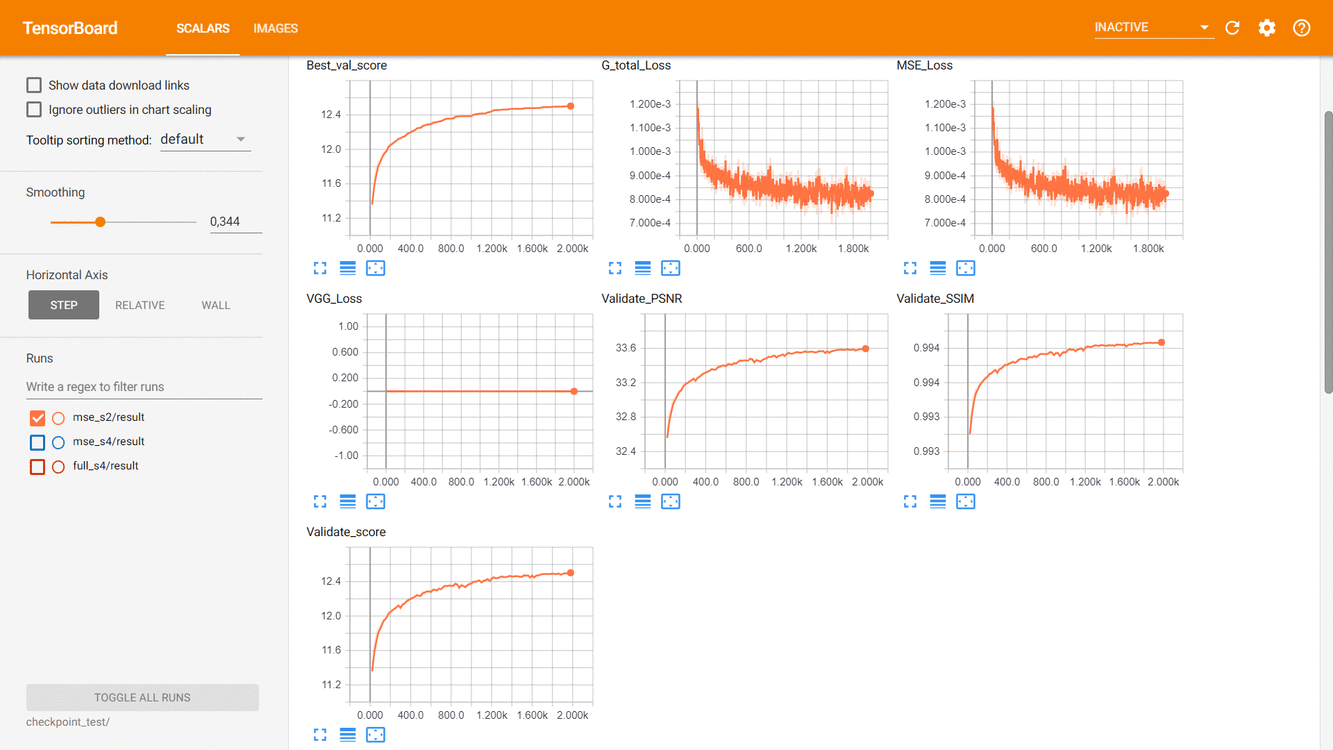 TensorBoard
SCALARS IMAGES
INACTIVE
Show data download links
Ignore outliers in chart scaling
Tooltip sorting method: default
Smoothing
0,344
Horizontal Axis
STEP RELATIVE WALL
Runs
Write a regex to filter runs
mse_s2/result
mse_s4/result
full_s4/result
TOGGLE ALL RUNS
checkpoint_test/
Best_val_score
12.4
12.0
11.6
11.2
0.000 400.0 800.0 1.200k 1.600k 2.000k
G_total_Loss
1.200e-3
1.100e-3
1.000e-3
9.000e-4
8.000e-4
7.000e-4
0.000 600.0 1.200k 1.800k
MSE_Loss
1.200e-3
1.100e-3
1.000e-3
9.000e-4
8.000e-4
7.000e-4
0.000 600.0 1.200k 1.800k
VGG_Loss
1.00
0.600
0.200
-0.200
-0.600
-1.00
0.000 400.0 800.0 1.200k 1.600k 2.000k
Validate_PSNR
33.6
33.2
32.8
32.4
0.000 400.0 800.0 1.200k 1.600k 2.000k
Validate_SSIM
0.994
0.994
0.993
0.993
0.000 400.0 800.0 1.200k 1.600k 2.000k
Validate_score
12.4
12.0
11.6
11.2
0.000 400.0 800.0 1.200k 1.600k 2.000k